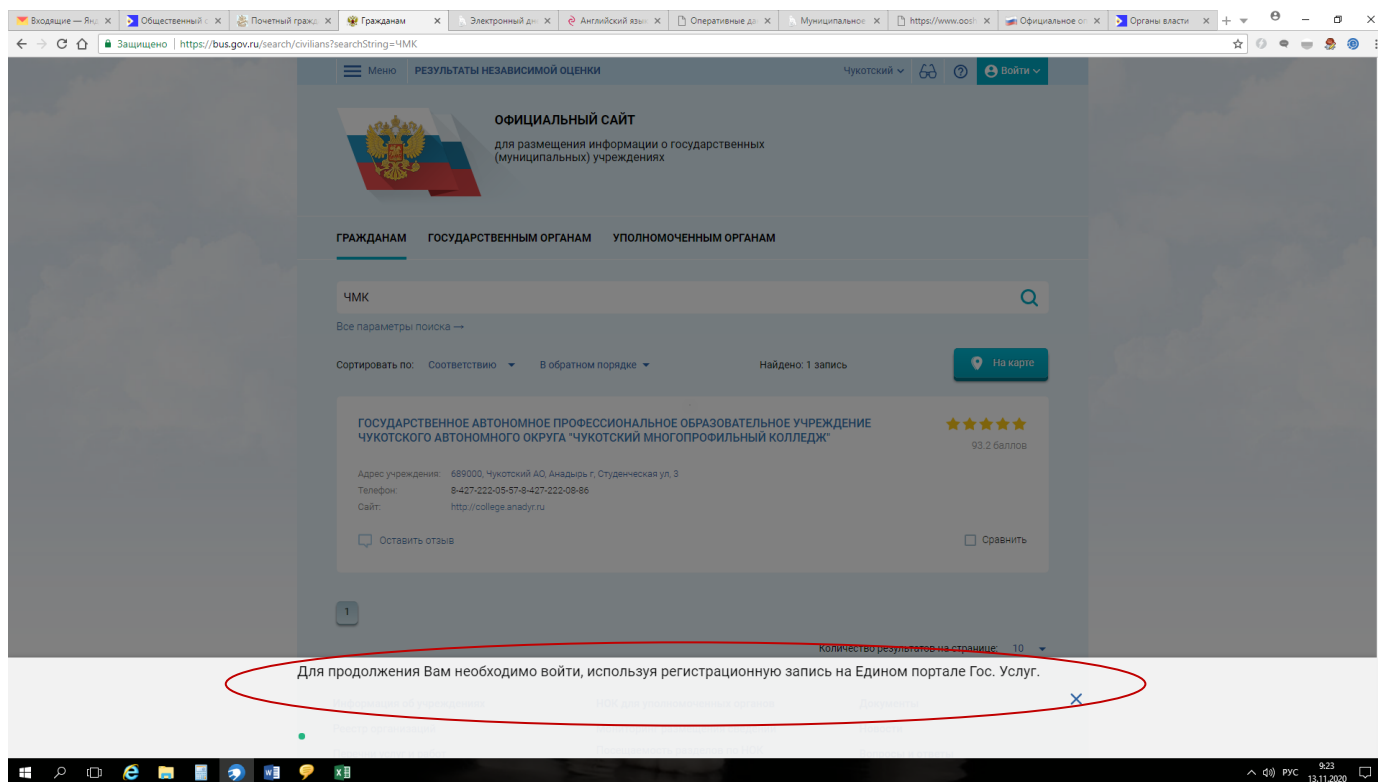 Входящие — Янд
Общественный с
Почетный гражд
Гражданам
Электронный дн
Английский язы
Оперативные да
Муниципальное
https://www.oosh
Официальное оп
Органы власти
Защищено https://bus.gov.ru/search/civilians?searchString=ЧМК
Меню РЕЗУЛЬТАТЫ НЕЗАВИСИМОЙ ОЦЕНКИ Чукотский Войти
ОФИЦИАЛЬНЫЙ САЙТ
для размещения информации о государственных
(муниципальных) учреждениях
ГРАЖДАНАМ ГОСУДАРСТВЕННЫМ ОРГАНАМ УПОЛНОМОЧЕННЫМ ОРГАНАМ
ЧМК
Все параметры поиска →
Сортировать по: Соответствию В обратном порядке Найдено: 1 запись На карте
ГОСУДАРСТВЕННОЕ АВТОНОМНОЕ ПРОФЕССИОНАЛЬНОЕ ОБРАЗОВАТЕЛЬНОЕ УЧРЕЖДЕНИЕ
ЧУКОТСКОГО АВТОНОМНОГО ОКРУГА "ЧУКОТСКИЙ МНОГОПРОФИЛЬНЫЙ КОЛЛЕДЖ"
93.2 баллов
Адрес учреждения: 689000, Чукотский АО, Анадырь г, Студенческая ул, 3
Телефон: 8-427-222-05-57-8-427-222-08-86
Сайт: http://college.anadyr.ru
Оставить отзыв Сравнить
1
Количество результатов на странице: 10
Для продолжения Вам необходимо войти, используя регистрационную запись на Едином портале Гос. Услуг.
РУС 9:23
13.11.2020